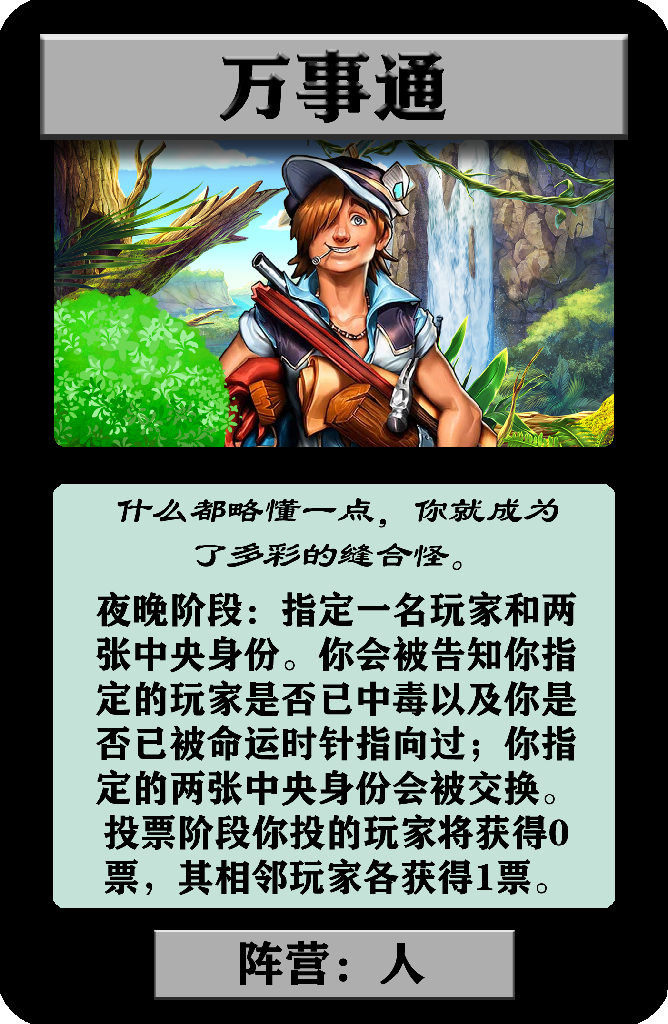 万事通
什么都略懂一点，你就成为
了多彩的缝合怪。
夜晚阶段：指定一名玩家和两
张中央身份。你会被告知你指
定的玩家是否已中毒以及你是
否已被命运时针指向过；你指
定的两张中央身份会被交换。
投票阶段你投的玩家将获得0
票，其相邻玩家各获得1票。
阵营：人